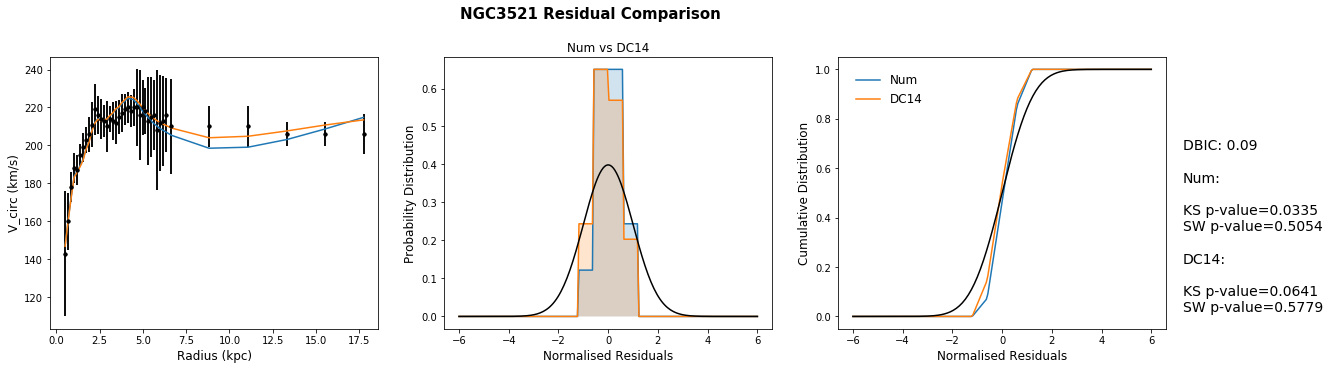 NGC3521 Residual Comparison
V_circ (km/s)
240
220
200
180
160
140
120
0.0 2.5 5.0 7.5 10.0 12.5 15.0 17.5
Radius (kpc)
Num vs DC14
Probability Distribution
0.6
0.5
0.4
0.3
0.2
0.1
0.0
−6 −4 −2 0 2 4 6
Normalised Residuals
Cumulative Distribution
1.0
0.8
0.6
0.4
0.2
0.0
Num
DC14
−6 −4 −2 0 2 4 6
Normalised Residuals
DBIC: 0.09
Num:
KS p-value=0.0335
SW p-value=0.5054
DC14:
KS p-value=0.0641
SW p-value=0.5779